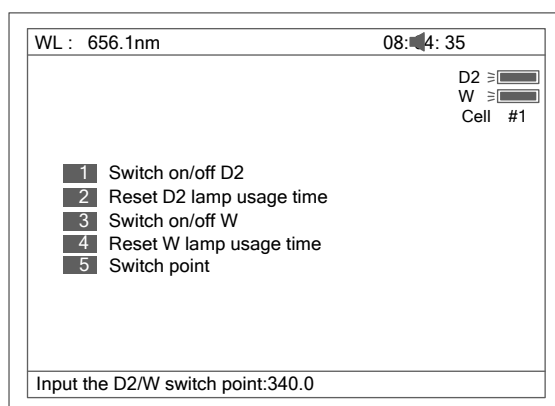 WL : 656.1nm 08: 4: 35
D2
W
Cell #1
1 Switch on/off D2
2 Reset D2 lamp usage time
3 Switch on/off W
4 Reset W lamp usage time
5 Switch point
Input the D2/W switch point:340.0